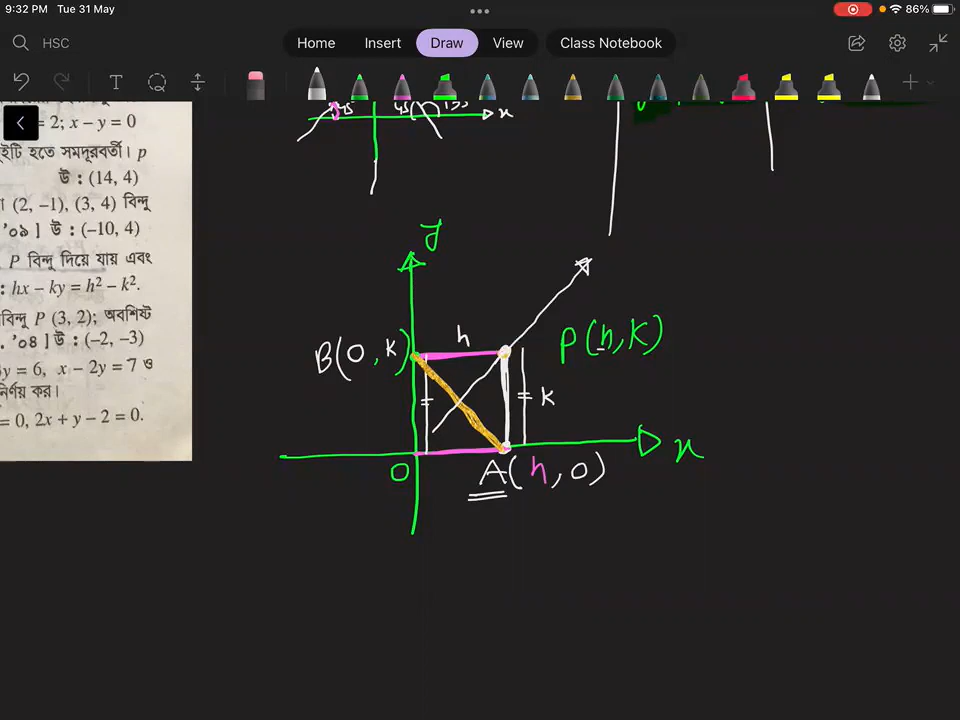 9:32 PM Tue 31 May
86%
HSC
Home Insert Draw View Class Notebook
T
= 2; x − y = 0
ইটি হতে সমদূরবর্তী। p
উ : (14, 4)
(2, −1), (3, 4) বিন্দু
'০৯] উ : (−10, 4)
P বিন্দু দিয়ে যায় এবং
: hx − ky = h² − k².
বিন্দু P (3, 2); অবশিষ্ট
. '০৪] উ : (−2, −3)
y = 6, x − 2y = 7 ও
নির্ণয় কর।
= 0, 2x + y − 2 = 0.
x
y
h
P(h, k)
B(0, k)
k
x
O
A(h, 0)